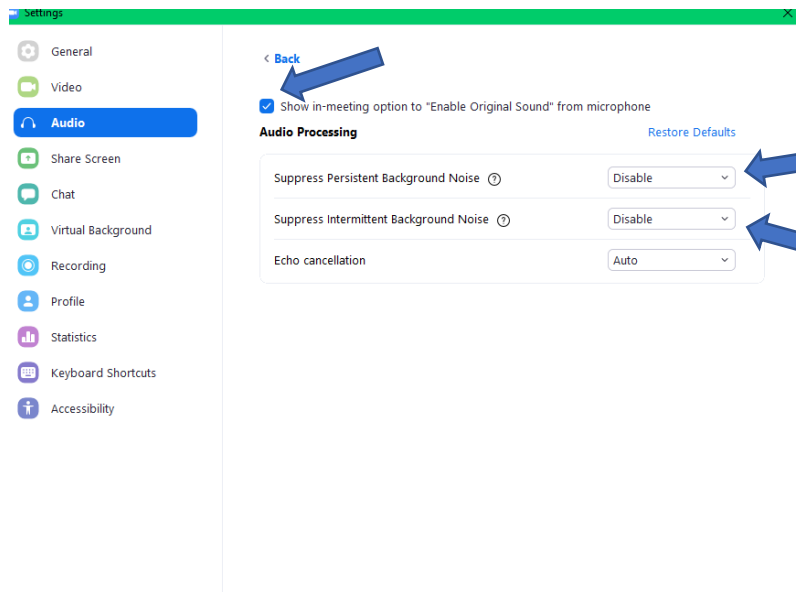 Settings
General
Video
Audio
Share Screen
Chat
Virtual Background
Recording
Profile
Statistics
Keyboard Shortcuts
Accessibility
< Back
Show in-meeting option to "Enable Original Sound" from microphone
Audio Processing Restore Defaults
Suppress Persistent Background Noise ? Disable
Suppress Intermittent Background Noise ? Disable
Echo cancellation Auto